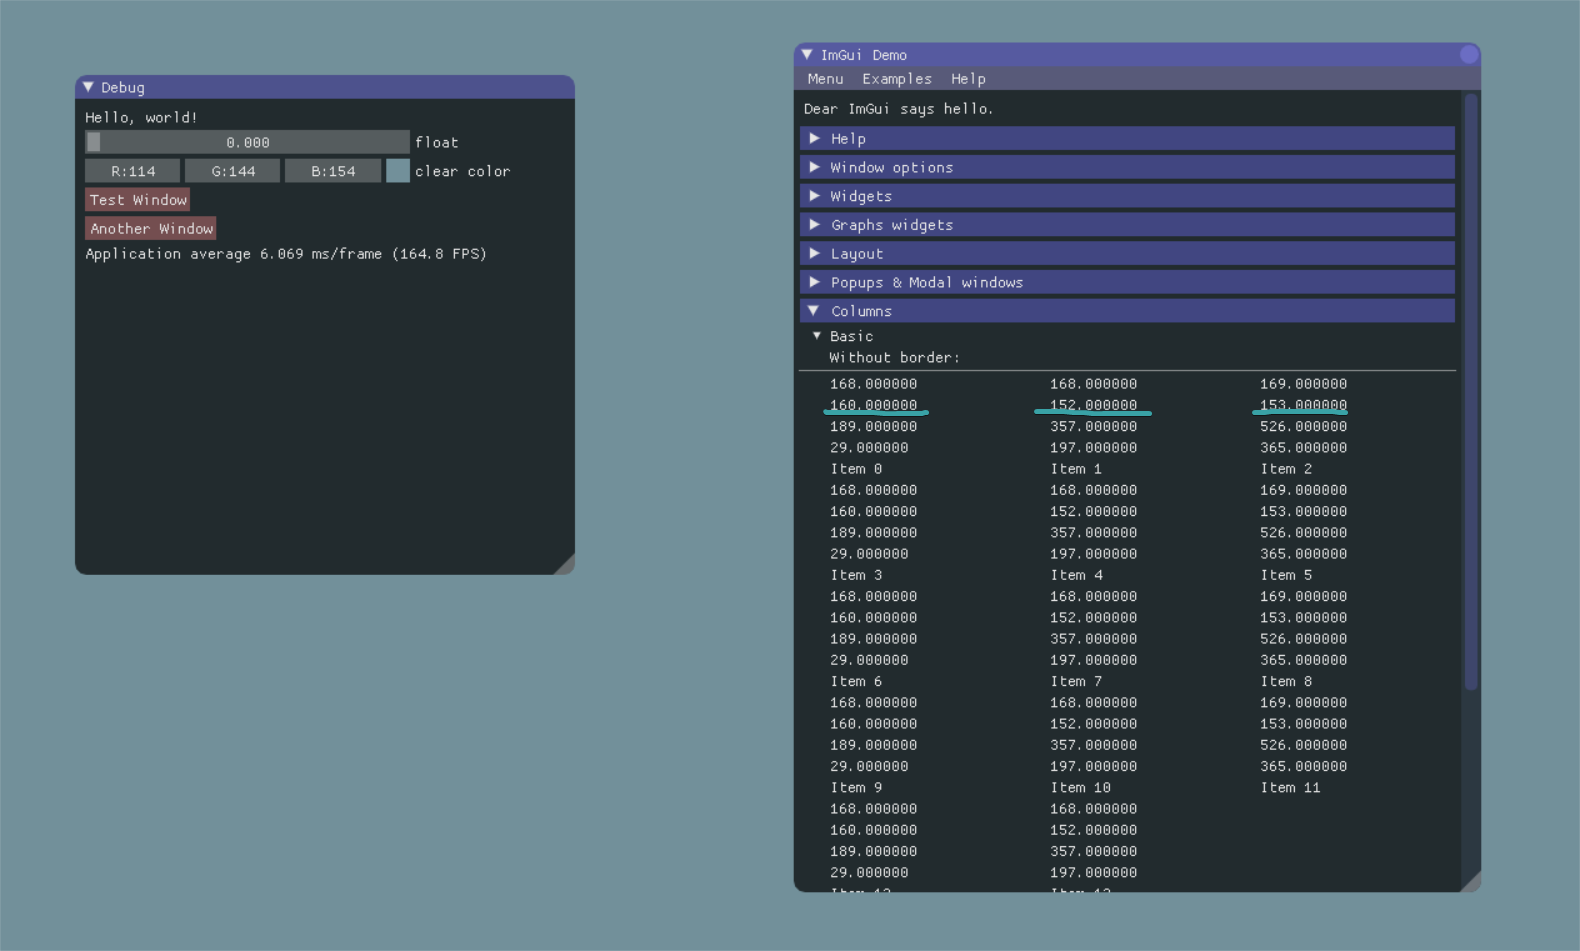 Debug
Hello, world!
0.000 float
R:114 G:144 B:154 clear color
Test Window
Another Window
Application average 6.069 ms/frame (164.8 FPS)
ImGui Demo
Menu Examples Help
Dear ImGui says hello.
Help
Window options
Widgets
Graphs widgets
Layout
Popups & Modal windows
Columns
Basic
Without border:
168.000000 168.000000 169.000000
160.000000 152.000000 153.000000
189.000000 357.000000 526.000000
29.000000 197.000000 365.000000
Item 0 Item 1 Item 2
168.000000 168.000000 169.000000
160.000000 152.000000 153.000000
189.000000 357.000000 526.000000
29.000000 197.000000 365.000000
Item 3 Item 4 Item 5
168.000000 168.000000 169.000000
160.000000 152.000000 153.000000
189.000000 357.000000 526.000000
29.000000 197.000000 365.000000
Item 6 Item 7 Item 8
168.000000 168.000000 169.000000
160.000000 152.000000 153.000000
189.000000 357.000000 526.000000
29.000000 197.000000 365.000000
Item 9 Item 10 Item 11
168.000000 168.000000
160.000000 152.000000
189.000000 357.000000
29.000000 197.000000